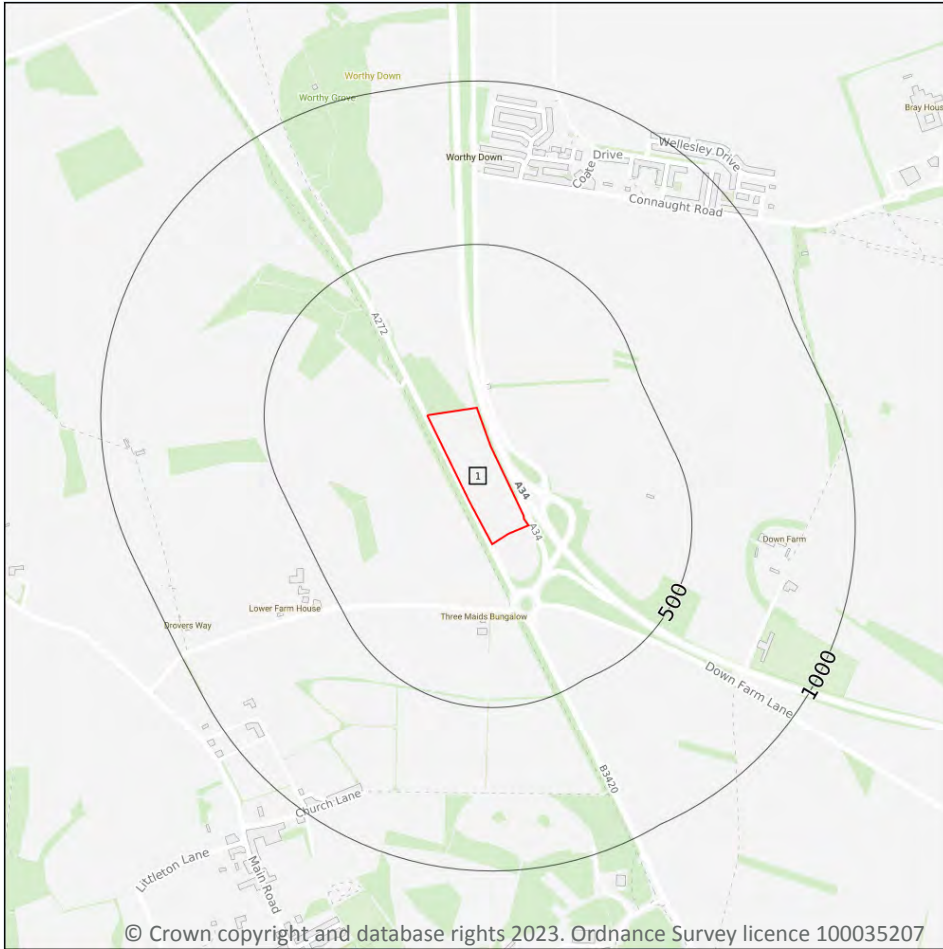 Worthy Down
Worthy Grove
Bray Hous
Worthy Down
Wellesley Drive
Drive
Coate
Connaught Road
A272
1
A34
A34
Down Farm
500
Lower Farm House
Three Maids Bungalow
Drovers Way
1000
Down Farm Lane
B3420
Church Lane
Littleton Lane
Main Road
© Crown copyright and database rights 2023. Ordnance Survey licence 100035207